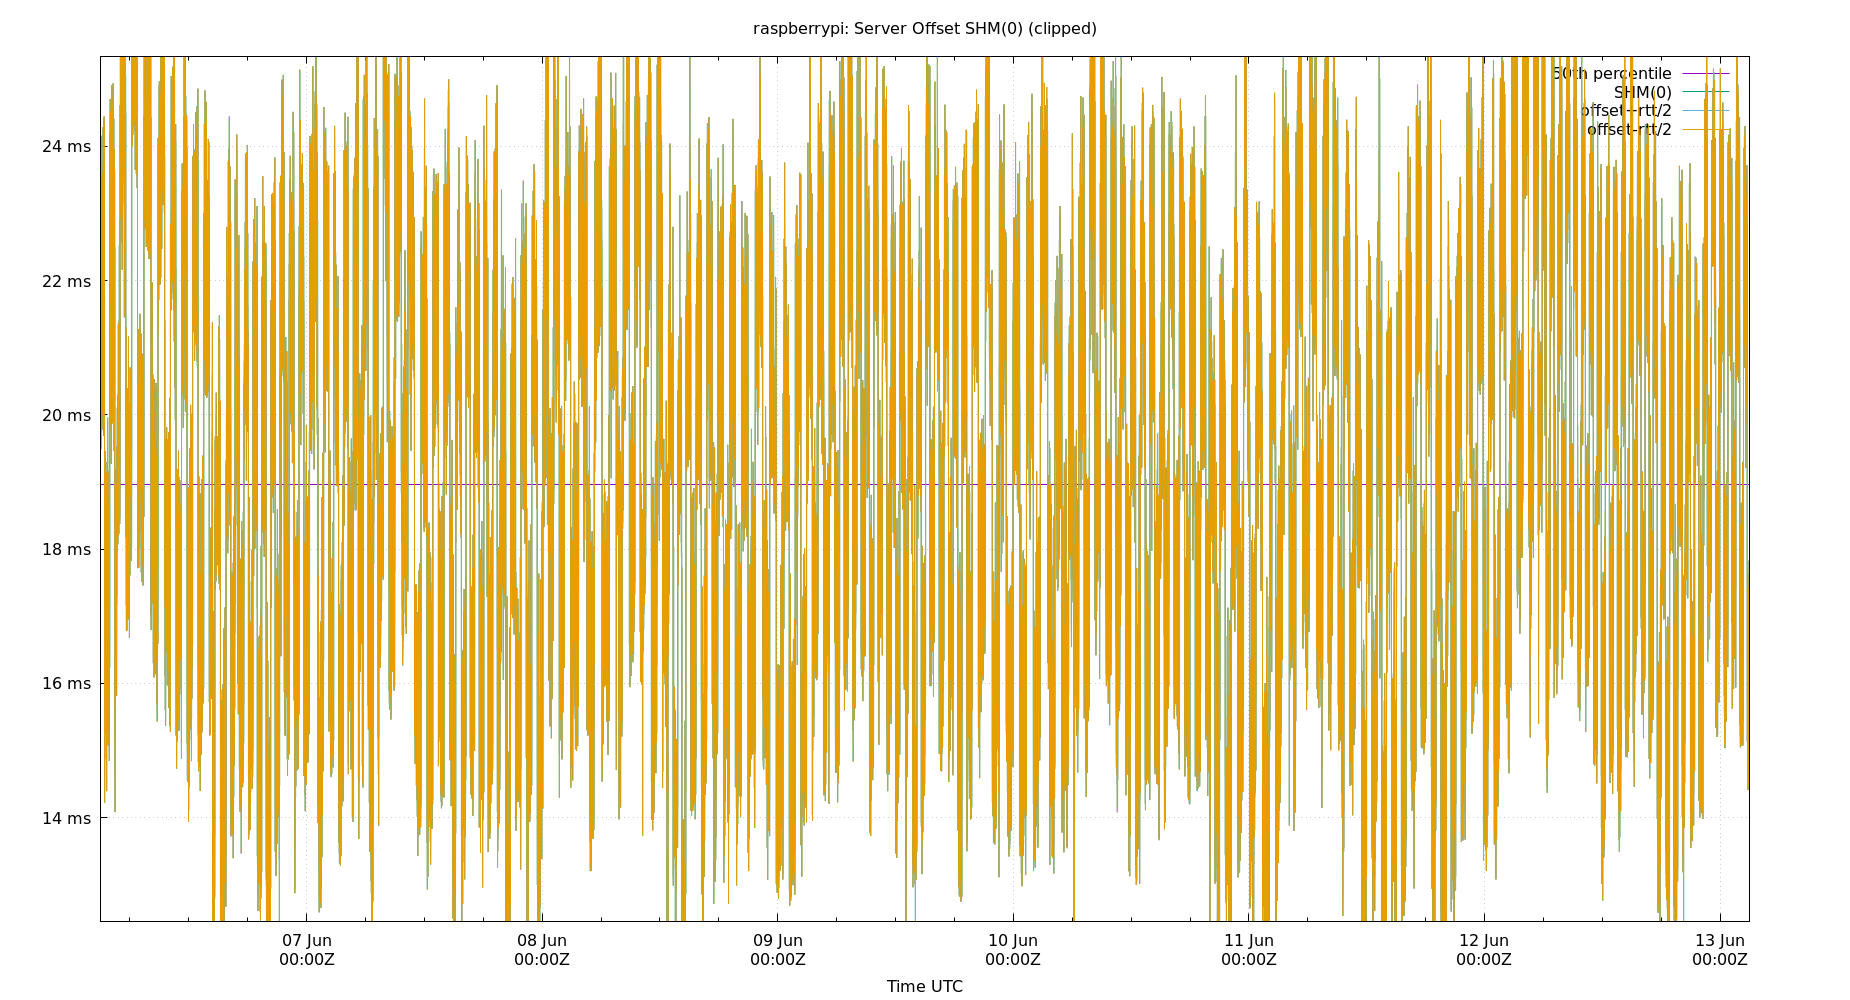 raspberrypi: Server Offset SHM(0) (clipped)
50th percentile
SHM(0)
offset+rtt/2
offset-rtt/2
24 ms
22 ms
20 ms
18 ms
16 ms
14 ms
07 Jun 08 Jun 09 Jun 10 Jun 11 Jun 12 Jun 13 Jun
00:00Z 00:00Z 00:00Z 00:00Z 00:00Z 00:00Z 00:00Z
Time UTC